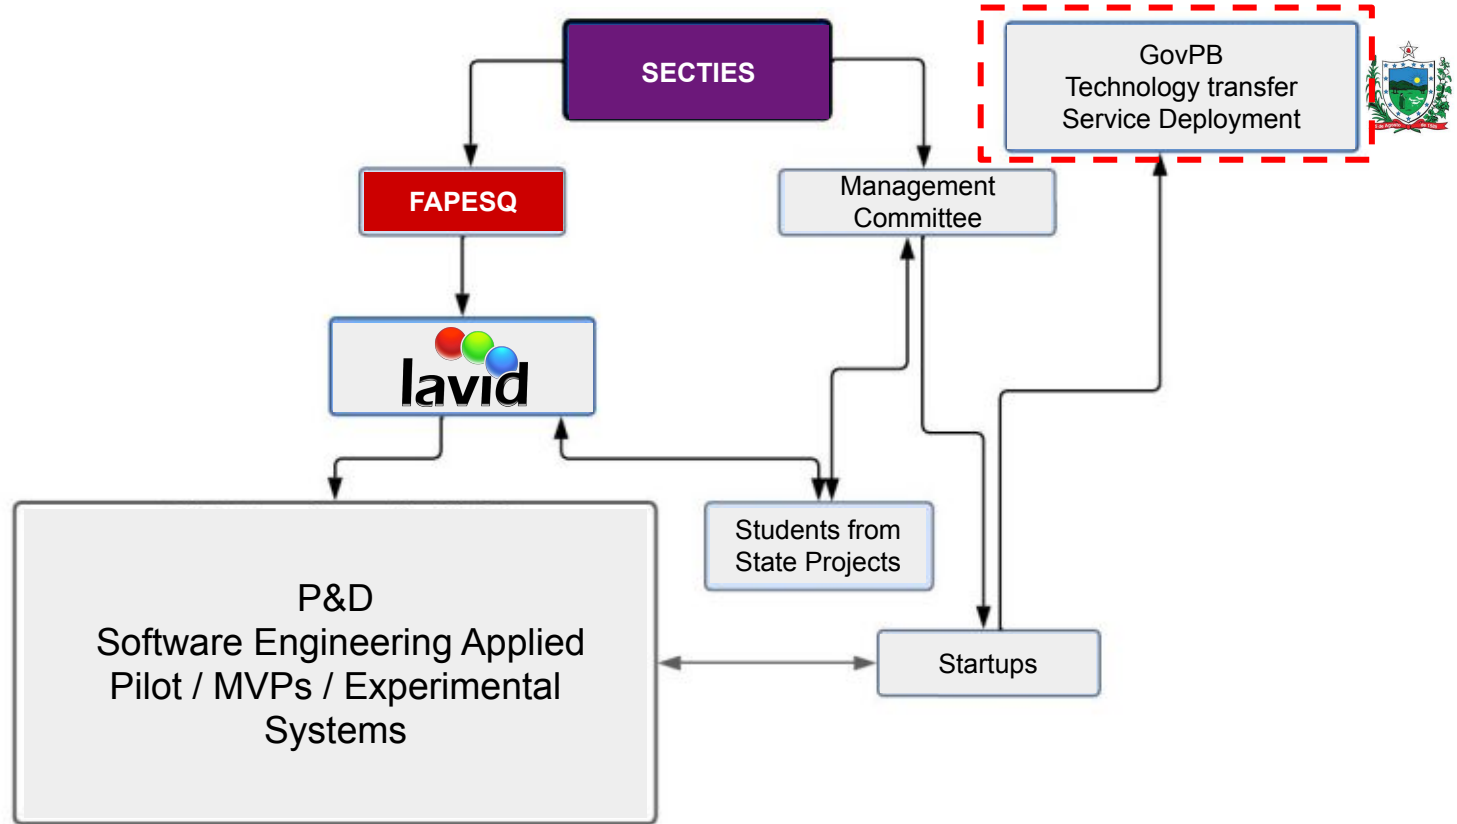 SECTIES
GovPB
Technology transfer
Service Deployment
FAPESQ
Management
Committee
lavid
Students from
State Projects
P&D
Software Engineering Applied
Pilot / MVPs / Experimental
Systems
Startups